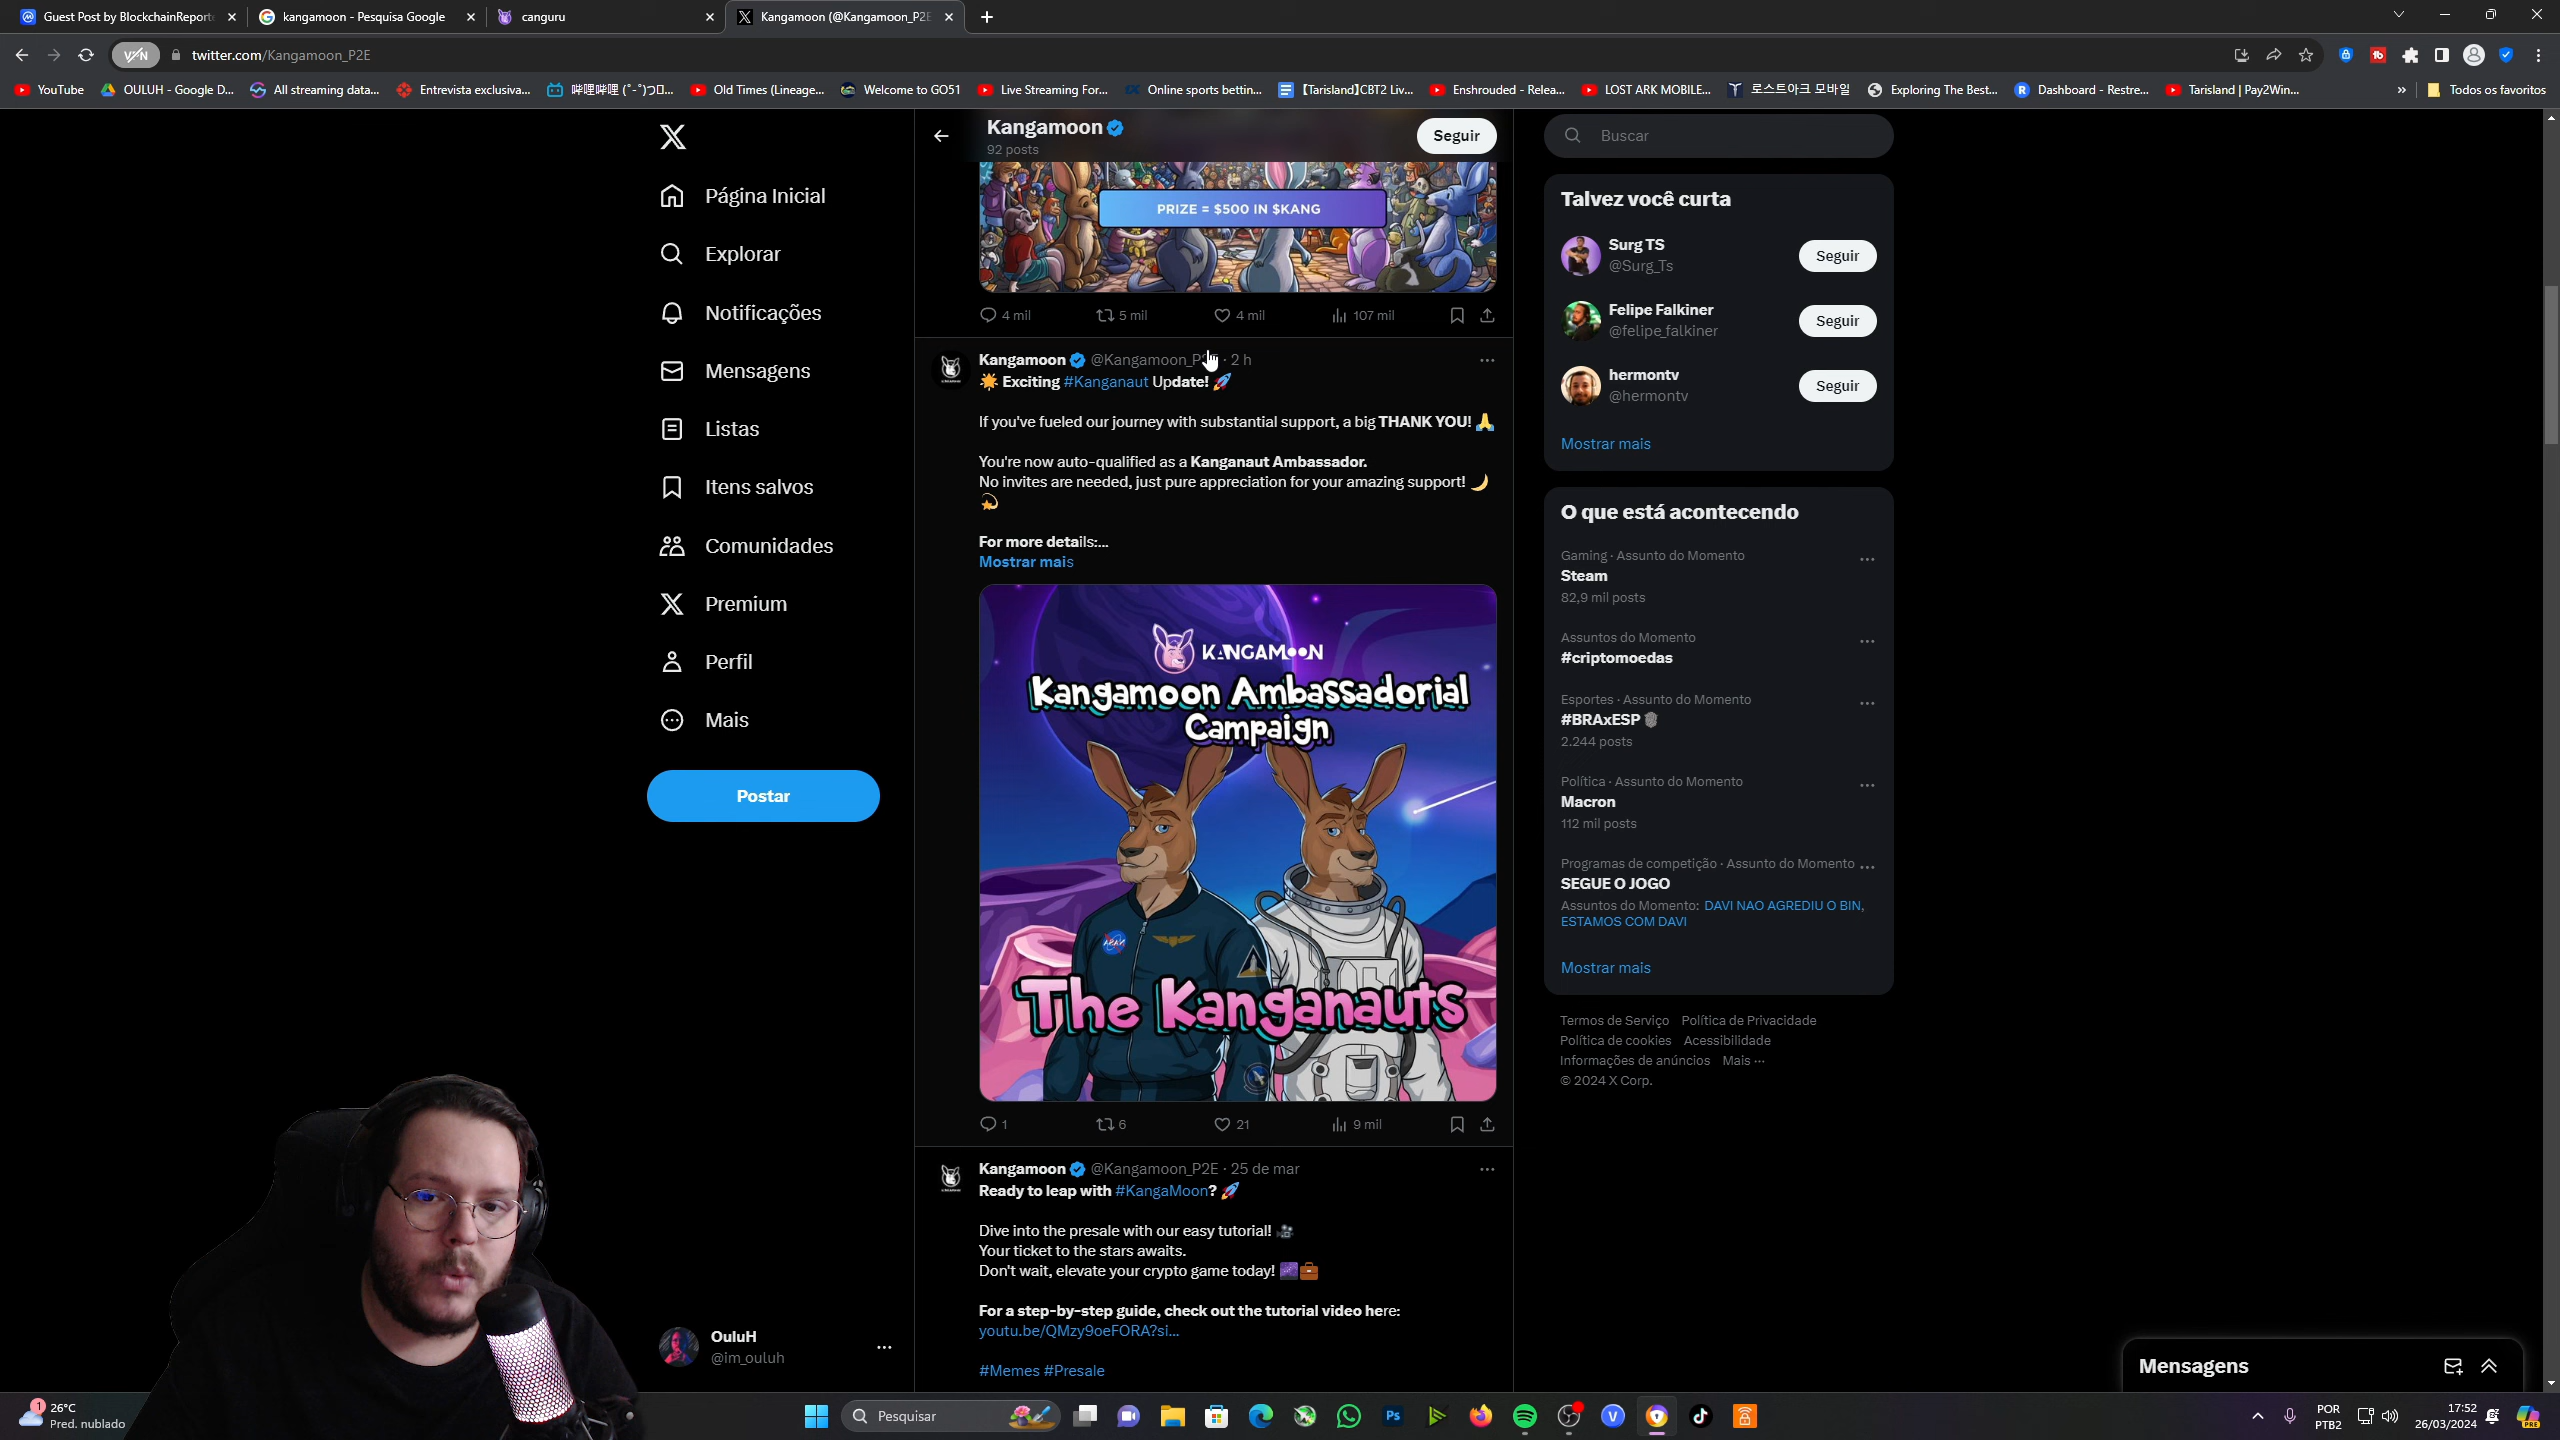 Guest Post by BlockchainReport
kangamoon - Pesquisa Google
canguru
Kangamoon (@Kangamoon_P2E
VPN
twitter.com/Kangamoon_P2E
YouTube
OULUH - Google D...
All streaming data...
Entrevista exclusiva...
哔哩哔哩 (゜-゜)つロ...
Old Times (Lineage...
Welcome to GO51
Live Streaming For...
Online sports bettin...
【Tarisland】CBT2 Liv...
Enshrouded - Relea...
LOST ARK MOBILE...
로스트아크 모바일
Exploring The Best...
Dashboard - Restre...
Tarisland | Pay2Win...
»
Todos os favoritos
Página Inicial
Explorar
Notificações
Mensagens
Listas
Itens salvos
Comunidades
Premium
Perfil
Mais
Postar
OuluH
@im_ouluh
Kangamoon
92 posts
Seguir
PRIZE = $500 IN $KANG
4 mil
5 mil
4 mil
107 mil
Kangamoon @Kangamoon_P · 2 h
Exciting #Kanganaut Update! 🚀
If you've fueled our journey with substantial support, a big THANK YOU! 🙏
You're now auto-qualified as a Kanganaut Ambassador.
No invites are needed, just pure appreciation for your amazing support! 🌙
💫
For more details:...
Mostrar mais
KANGAMOON
Kangamoon Ambassadorial
Campaign
The Kanganauts
1
6
21
9 mil
Kangamoon @Kangamoon_P2E · 25 de mar
Ready to leap with #KangaMoon? 🚀
Dive into the presale with our easy tutorial! 🎥
Your ticket to the stars awaits.
Don't wait, elevate your crypto game today! 🌌💼
For a step-by-step guide, check out the tutorial video here:
youtu.be/QMzy9oeFORA?si...
#Memes #Presale
Buscar
Talvez você curta
Surg TS
@Surg_Ts
Seguir
Felipe Falkiner
@felipe_falkiner
Seguir
hermontv
@hermontv
Seguir
Mostrar mais
O que está acontecendo
Gaming · Assunto do Momento
Steam
82,9 mil posts
Assuntos do Momento
#criptomoedas
Esportes · Assunto do Momento
#BRAxESP
2.244 posts
Política · Assunto do Momento
Macron
112 mil posts
Programas de competição · Assunto do Momento
SEGUE O JOGO
Assuntos do Momento: DAVI NAO AGREDIU O BIN,
ESTAMOS COM DAVI
Mostrar mais
Termos de Serviço Política de Privacidade
Política de cookies Acessibilidade
Informações de anúncios Mais ···
© 2024 X Corp.
Mensagens
1
26°C
Pred. nublado
Pesquisar
Ps
POR
PTB2
17:52
26/03/2024
PRE